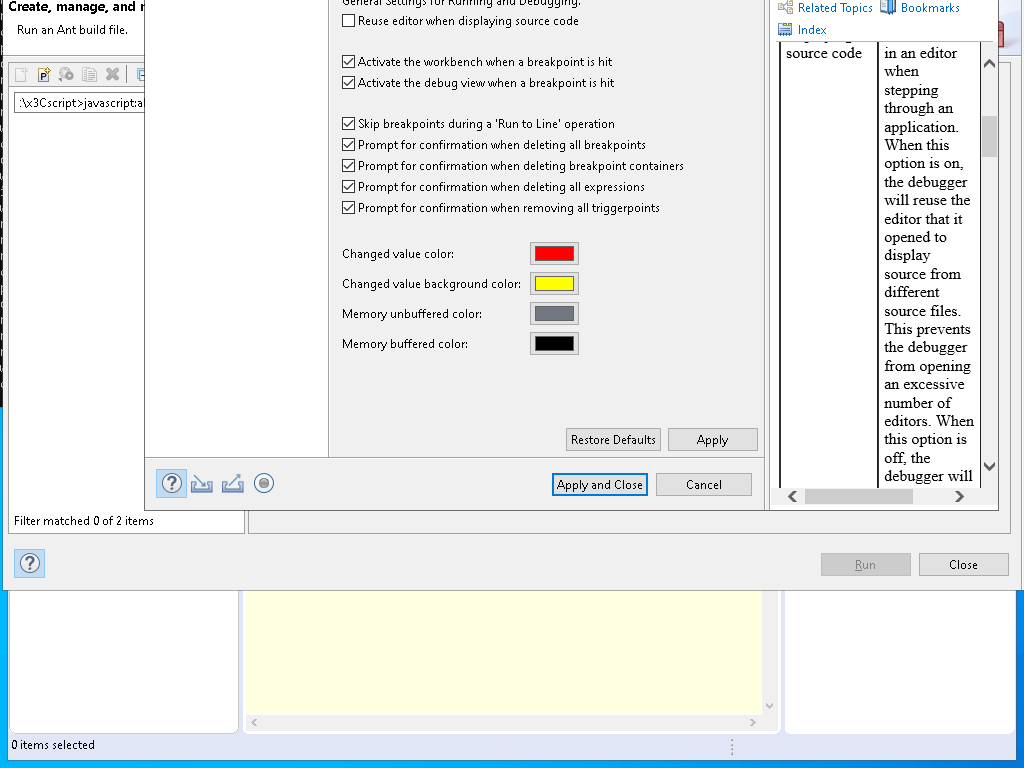 Create, manage, and r
Run an Ant build file.
:\x3Cscript>javascript:al
Filter matched 0 of 2 items
General Settings for Running and Debugging.
Reuse editor when displaying source code
Activate the workbench when a breakpoint is hit
Activate the debug view when a breakpoint is hit
Skip breakpoints during a 'Run to Line' operation
Prompt for confirmation when deleting all breakpoints
Prompt for confirmation when deleting breakpoint containers
Prompt for confirmation when deleting all expressions
Prompt for confirmation when removing all triggerpoints
Changed value color:
Changed value background color:
Memory unbuffered color:
Memory buffered color:
Restore Defaults
Apply
Apply and Close
Cancel
Related Topics
Bookmarks
Index
source code
in an editor
when
stepping
through an
application.
When this
option is on,
the debugger
will reuse the
editor that it
opened to
display
source from
different
source files.
This prevents
the debugger
from opening
an excessive
number of
editors. When
this option is
off, the
debugger will
Run
Close
0 items selected